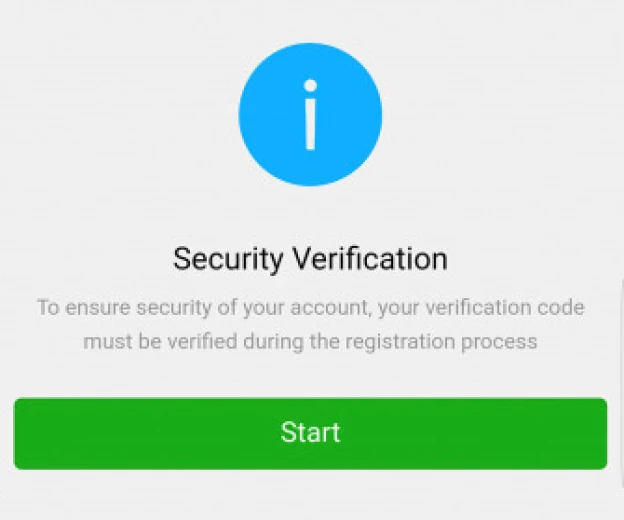 Security Verification
To ensure security of your account, your verification code
must be verified during the registration process
Start